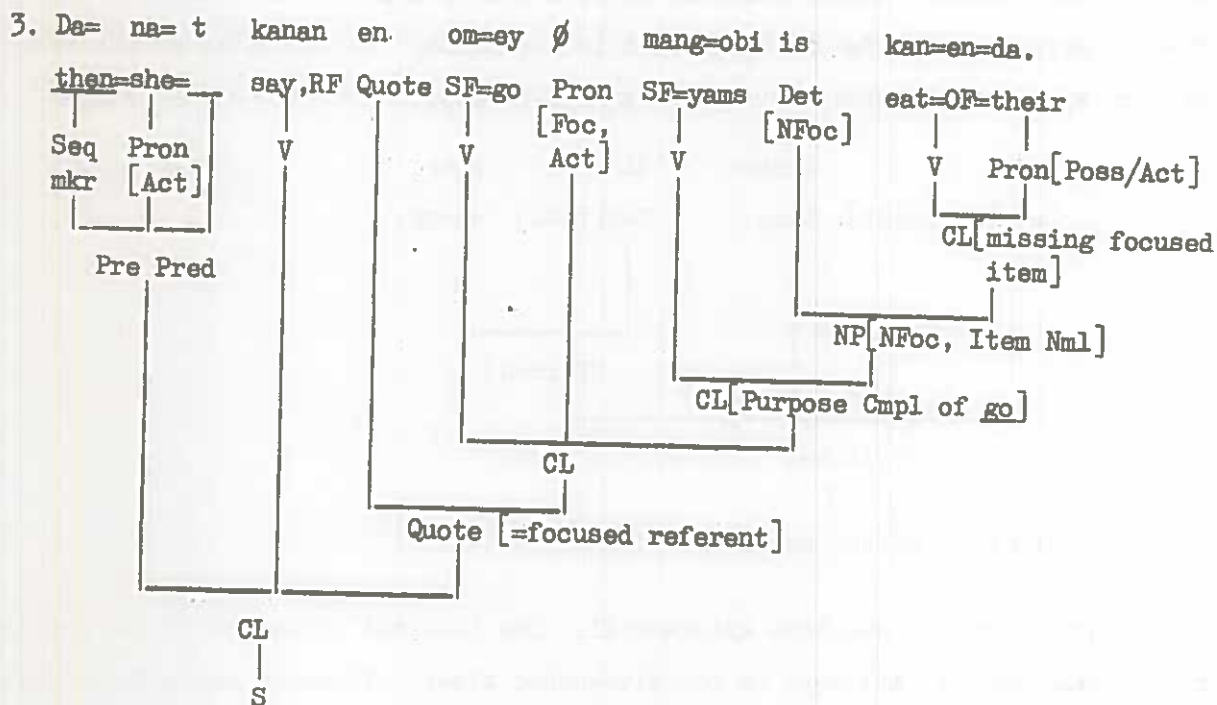 3. Da= na= t kanan en. om=ey ∅ mang=obi is kan=en=da.
then=she=__ say,RF Quote SF=go Pron SF=yams Det eat=OF=their
[Foc, [NFoc]
Seq Pron V V Act] V V Pron[Poss/Act]
mkr [Act]
CL[missing focused
item]
Pre Pred
NP[NFoc, Item Nml]
CL[Purpose Cmpl of go]
CL
Quote [=focused referent]
CL
S